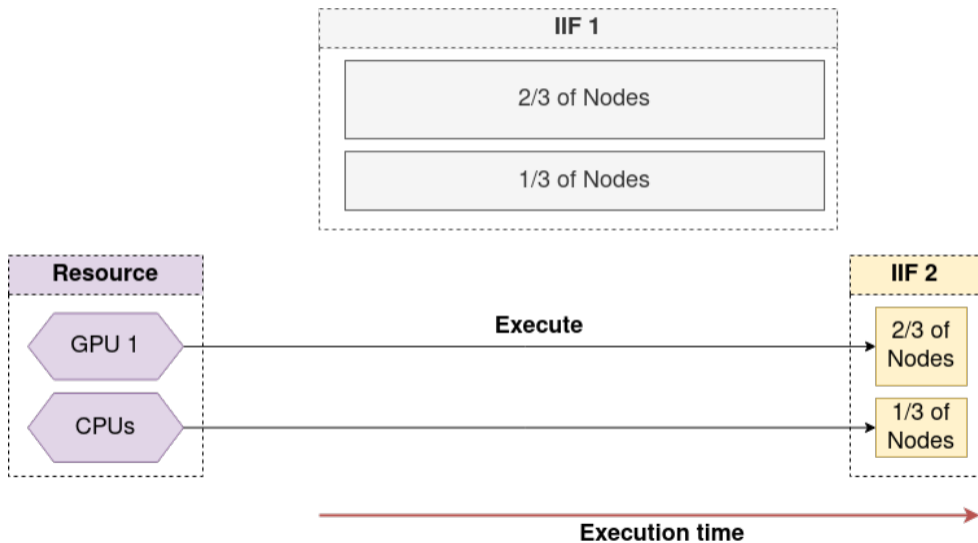 IIF 1
2/3 of Nodes
1/3 of Nodes
Resource
IIF 2
GPU 1
Execute
2/3 of
Nodes
CPUs
1/3 of
Nodes
Execution time